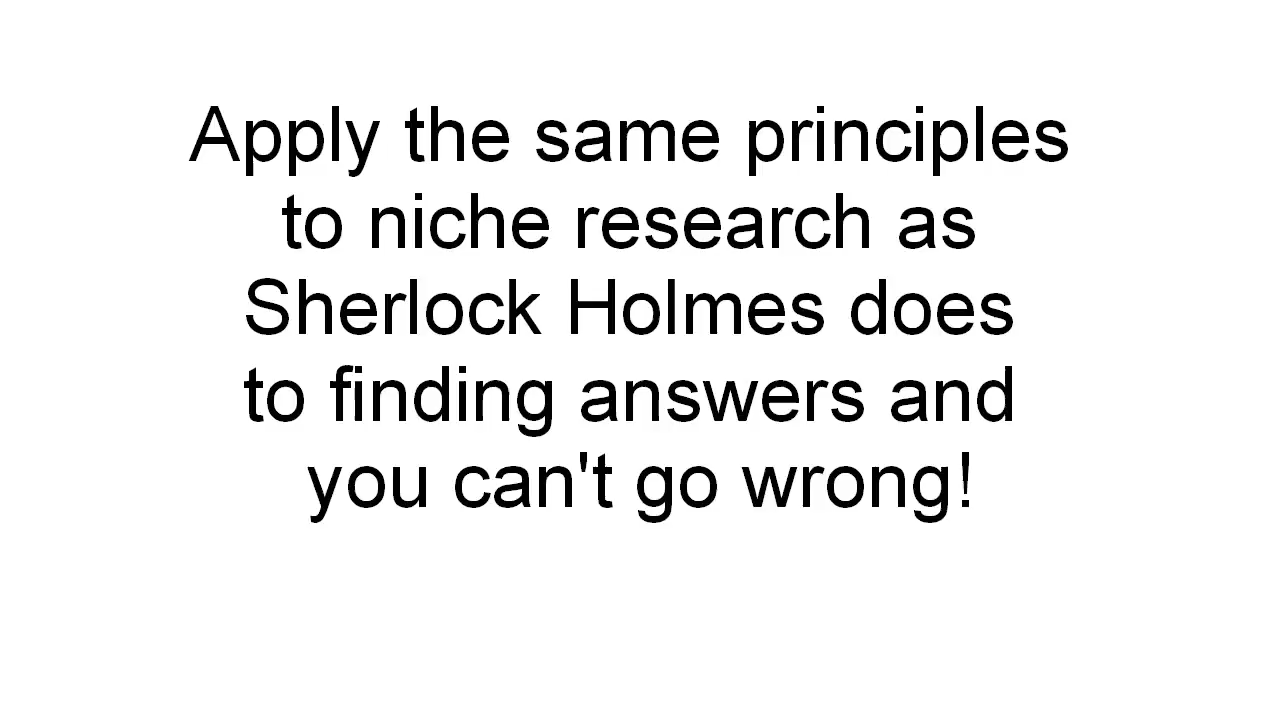 Apply the same principles
to niche research as
Sherlock Holmes does
to finding answers and
you can't go wrong!